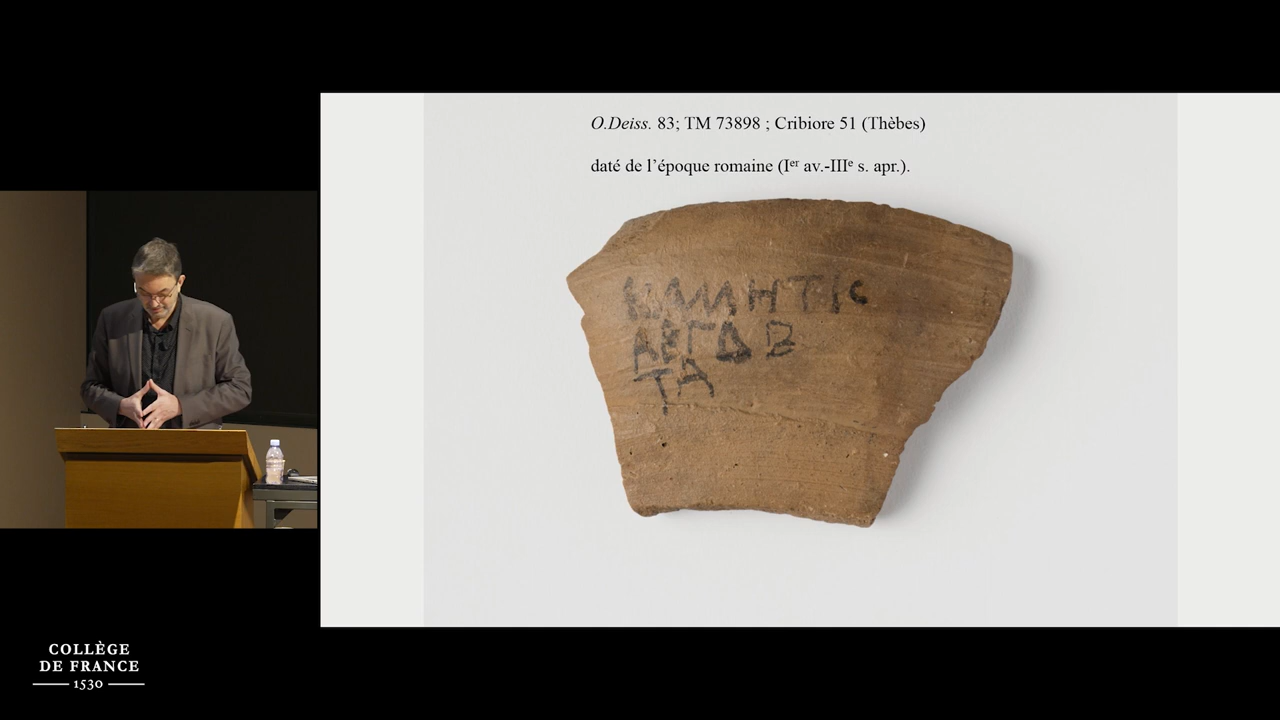 O.Deiss. 83; TM 73898 ; Cribiore 51 (Thèbes)
daté de l’époque romaine (Iᵉʳ av.-IIIᵉ s. apr.).
ΑΒΓΔΒ
ΤΑ
COLLÈGE
DE FRANCE
1530